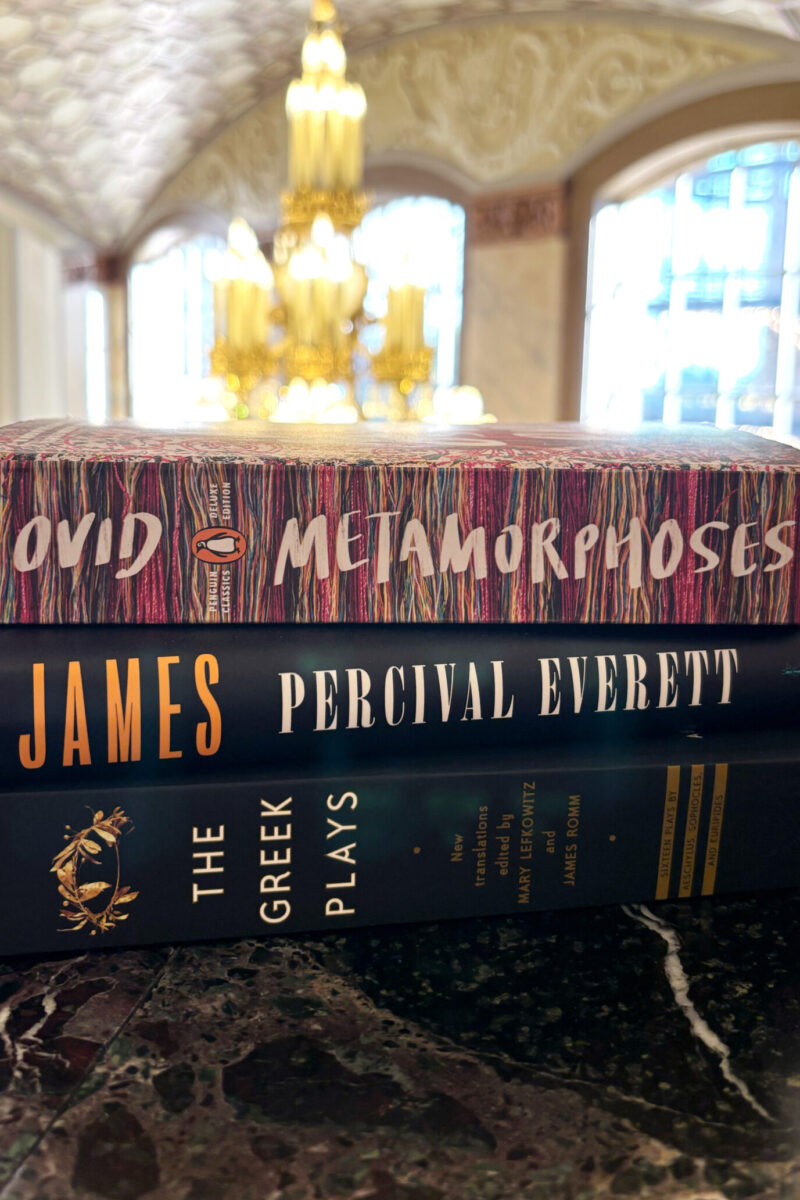 OVID
PENGUIN
CLASSICS
DELUXE
EDITION
METAMORPHOSES
JAMES
PERCIVAL EVERETT
THE
GREEK
PLAYS
New
translations
edited by
MARY LEFKOWITZ
and
JAMES ROMM
SIXTEEN PLAYS BY
AESCHYLUS, SOPHOCLES,
AND EURIPIDES